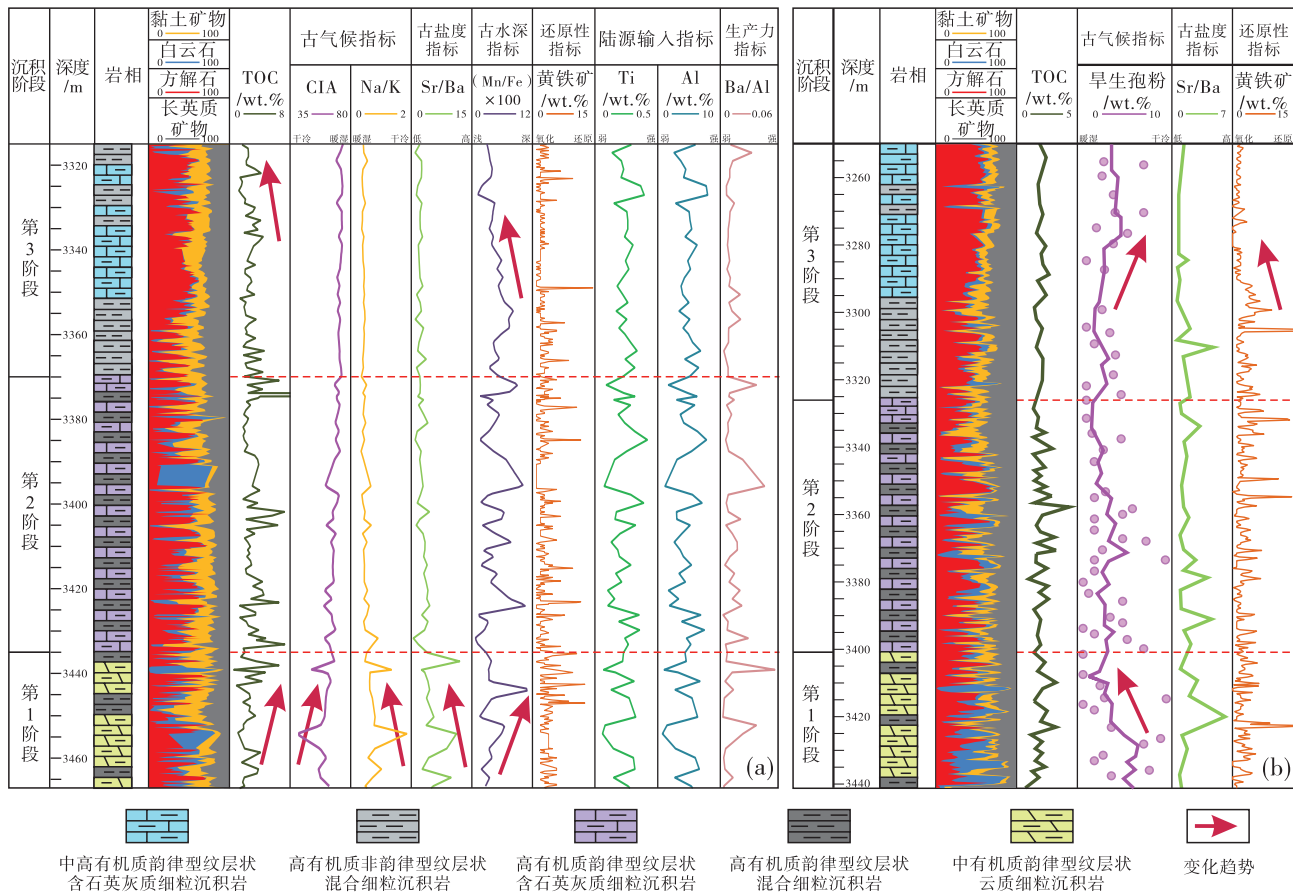 沉积阶段
深度/m
岩相
黏土矿物
0 100
白云石
0 100
方解石
0 100
长英质矿物
0 100
TOC
/wt.%
0 8
古气候指标
CIA
35 80
干冷 暖湿
Na/K
0 2
暖湿 干冷
古盐度指标
Sr/Ba
0 15
低 高
古水深指标
(Mn/Fe)
×100
0 12
浅 深
还原性指标
黄铁矿
/wt.%
0 15
氧化 还原
陆源输入指标
Ti
/wt.%
0 0.5
弱 强
Al
/wt.%
0 10
弱 强
生产力指标
Ba/Al
0 0.06
弱 强
第3阶段
第2阶段
第1阶段
3320
3340
3360
3380
3400
3420
3440
3460
(a)
沉积阶段
深度/m
岩相
黏土矿物
0 100
白云石
0 100
方解石
0 100
长英质矿物
0 100
TOC
/wt.%
0 5
古气候指标
旱生孢粉
/wt.%
0 10
暖湿 干冷
古盐度指标
Sr/Ba
0 7
低 高
还原性指标
黄铁矿
/wt.%
0 15
氧化 还原
第3阶段
第2阶段
第1阶段
3260
3280
3300
3320
3340
3360
3380
3400
3420
3440
(b)
中高有机质韵律型纹层状
含石英灰质细粒沉积岩
高有机质非韵律型纹层状
混合细粒沉积岩
高有机质韵律型纹层状
含石英灰质细粒沉积岩
高有机质韵律型纹层状
混合细粒沉积岩
中有机质韵律型纹层状
云质细粒沉积岩
变化趋势